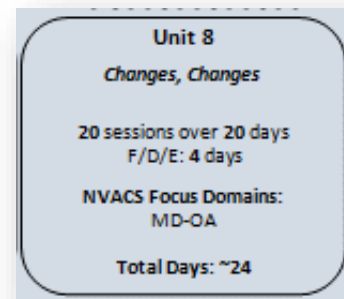 Unit 8
Changes, Changes
20 sessions over 20 days
F/D/E: 4 days
NVACS Focus Domains:
MD-OA
Total Days: ~24